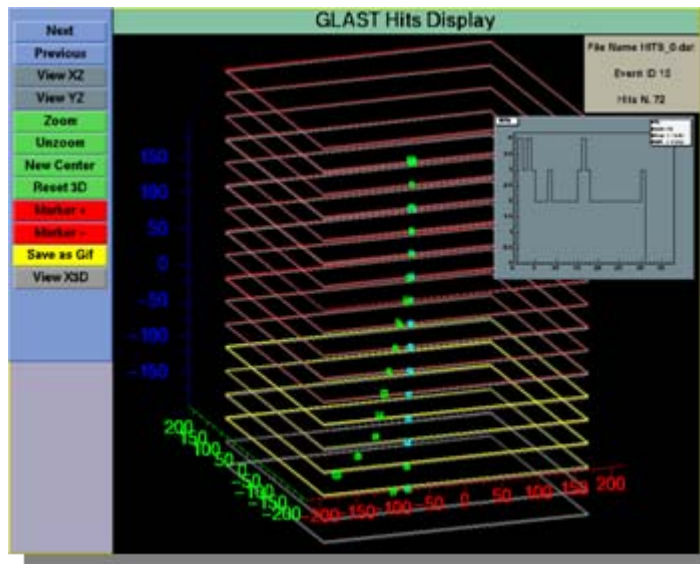 GLAST Hits Display
Next
Previous
View XZ
View YZ
Zoom
Unzoom
New Center
Reset 3D
Marker +
Marker -
Save as Gif
View X3D
File Name HITS_0.dat
Event ID 12
Hits N. 72
150
100
50
0
-50
-100
-150
200
150
100
50
0
-50
-100
-150
-200
-200
-150
-100
-50
0
50
100
150
200